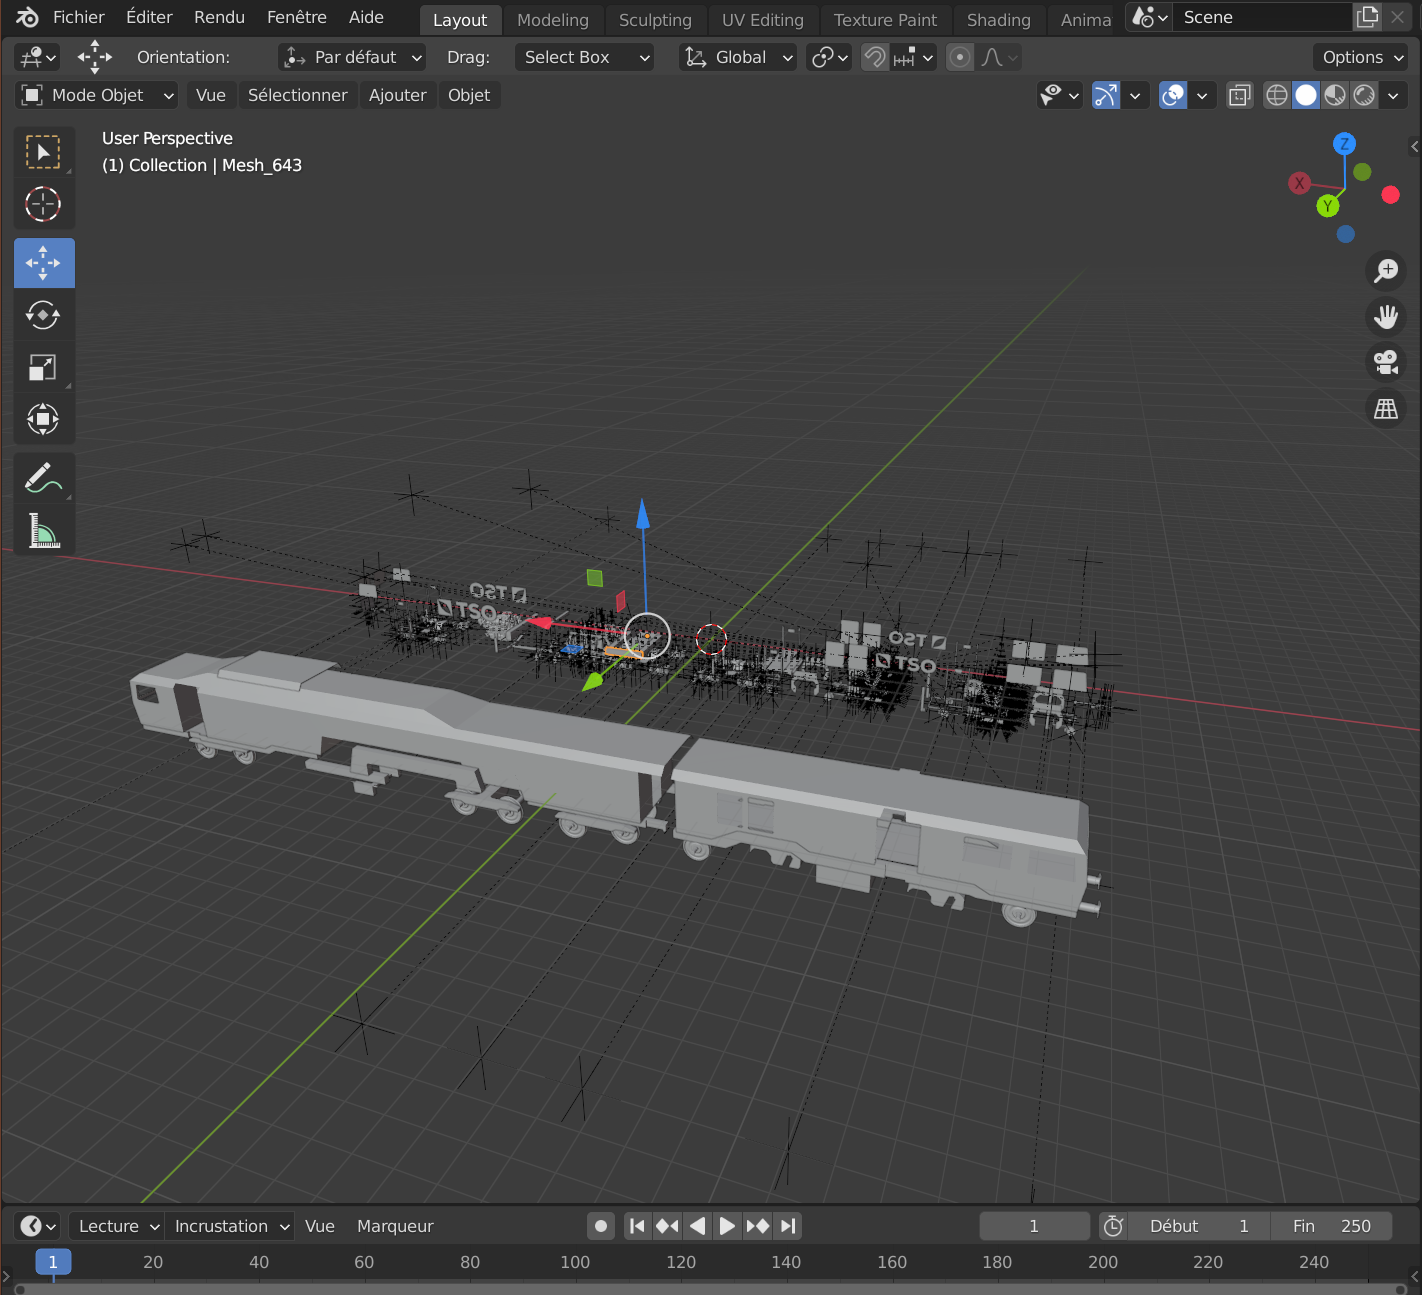 Fichier Éditer Rendu Fenêtre Aide Layout Modeling Sculpting UV Editing Texture Paint Shading Anima Scene
Orientation: Par défaut Drag: Select Box Global Options
Mode Objet Vue Sélectionner Ajouter Objet
User Perspective
(1) Collection | Mesh_643
Z
X
Y
TSO
TSO
TSO
TSO
Lecture Incrustation Vue Marqueur 1 Début 1 Fin 250
1 20 40 60 80 100 120 140 160 180 200 220 240